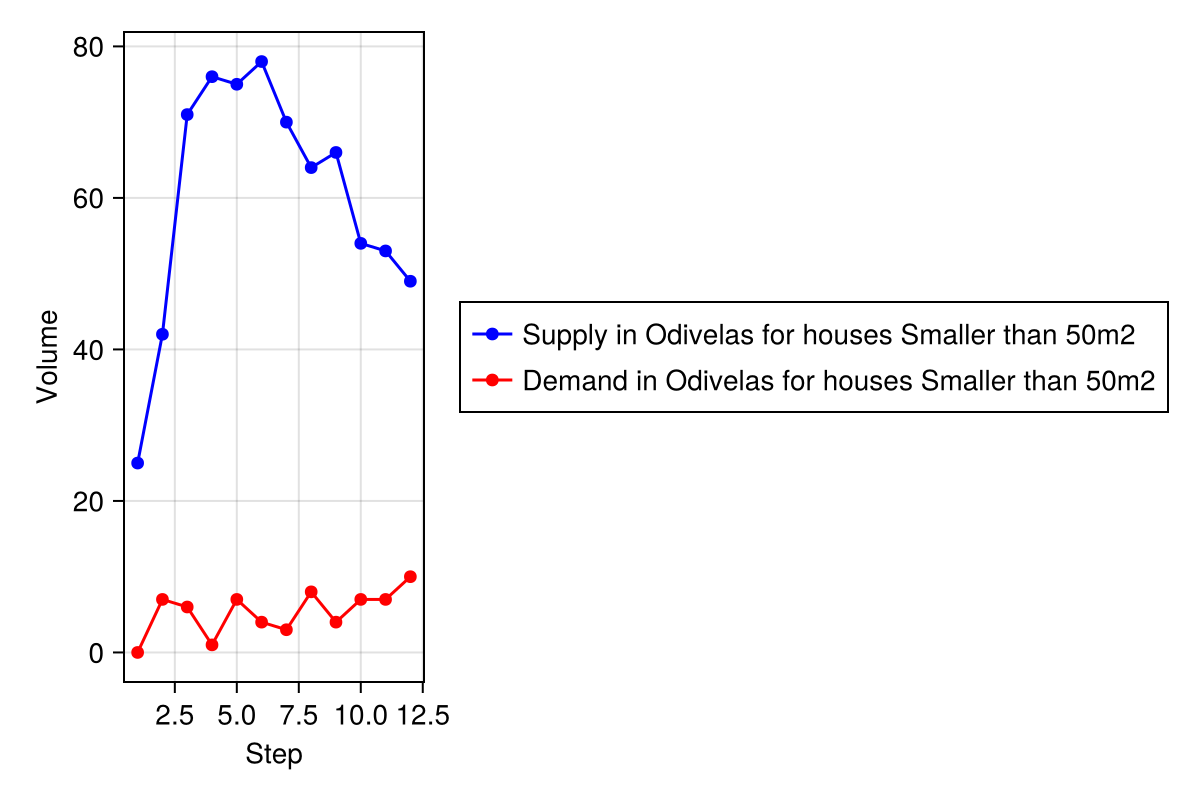 80
60
40
20
0
Volume
2.5 5.0 7.5 10.0 12.5
Step
Supply in Odivelas for houses Smaller than 50m2
Demand in Odivelas for houses Smaller than 50m2